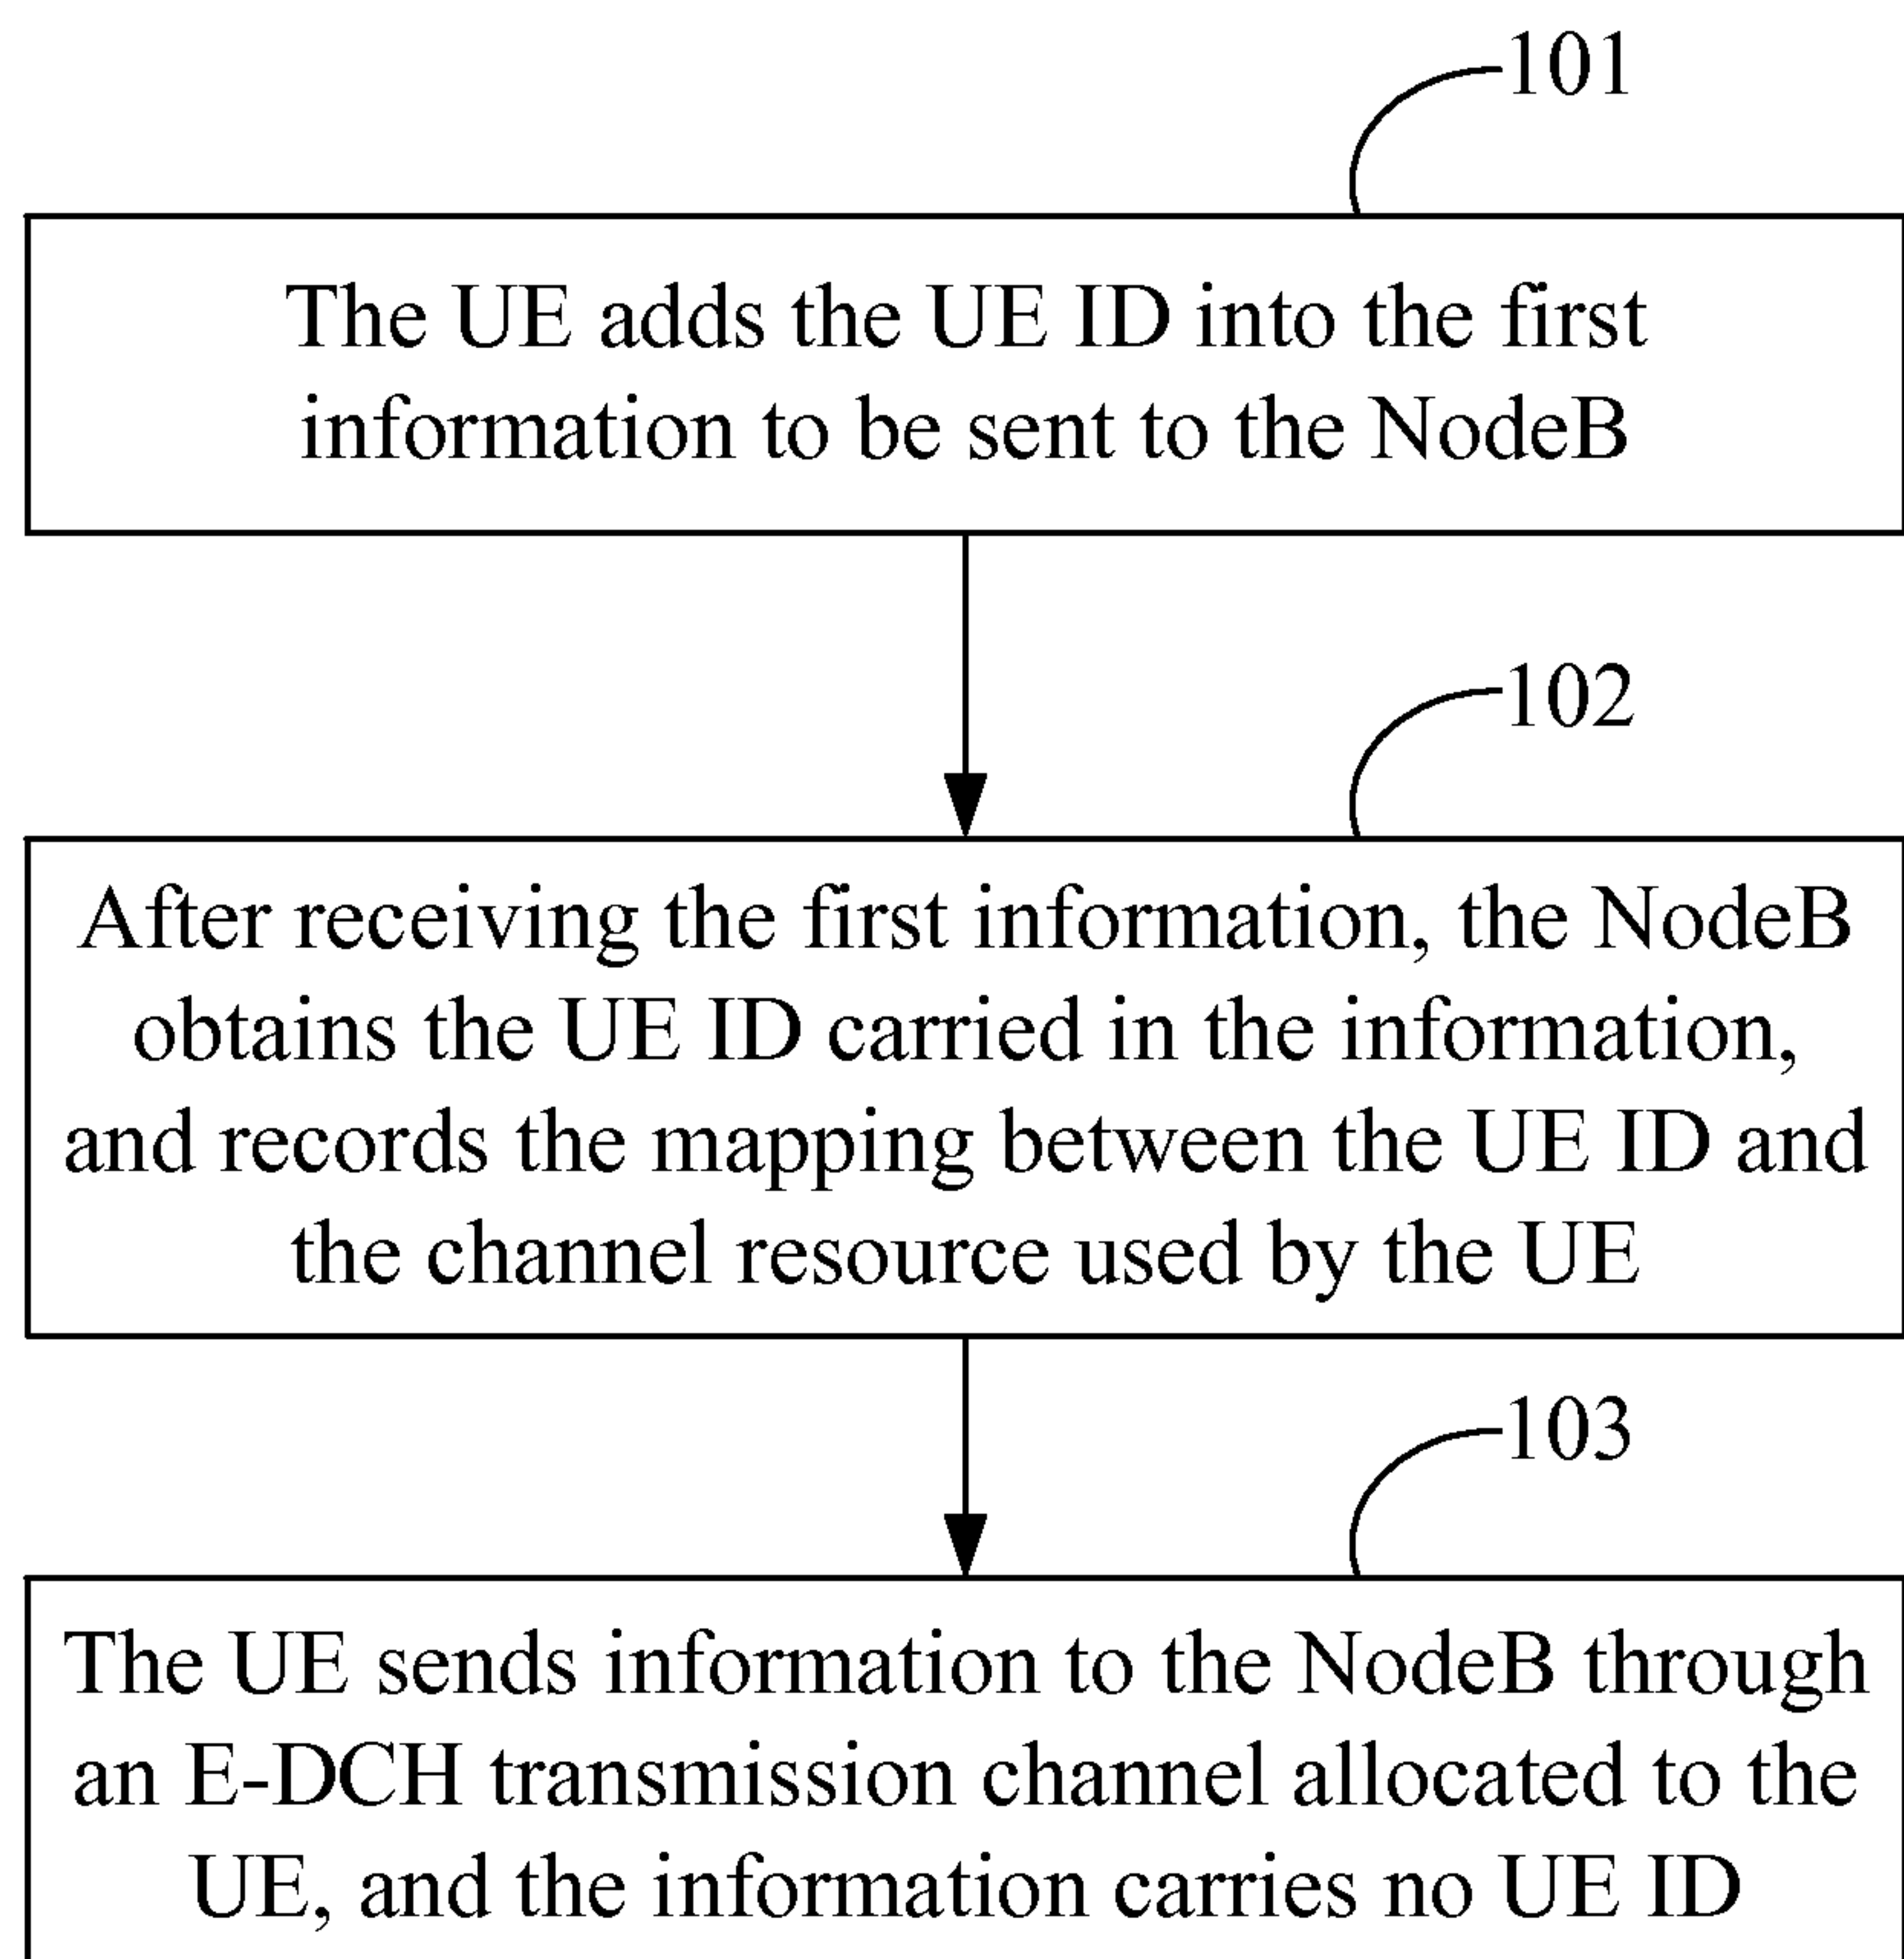 101
The UE adds the UE ID into the first
information to be sent to the NodeB
102
After receiving the first information, the NodeB
obtains the UE ID carried in the information,
and records the mapping between the UE ID and
the channel resource used by the UE
103
The UE sends information to the NodeB through
an E-DCH transmission channel allocated to the
UE, and the information carries no UE ID